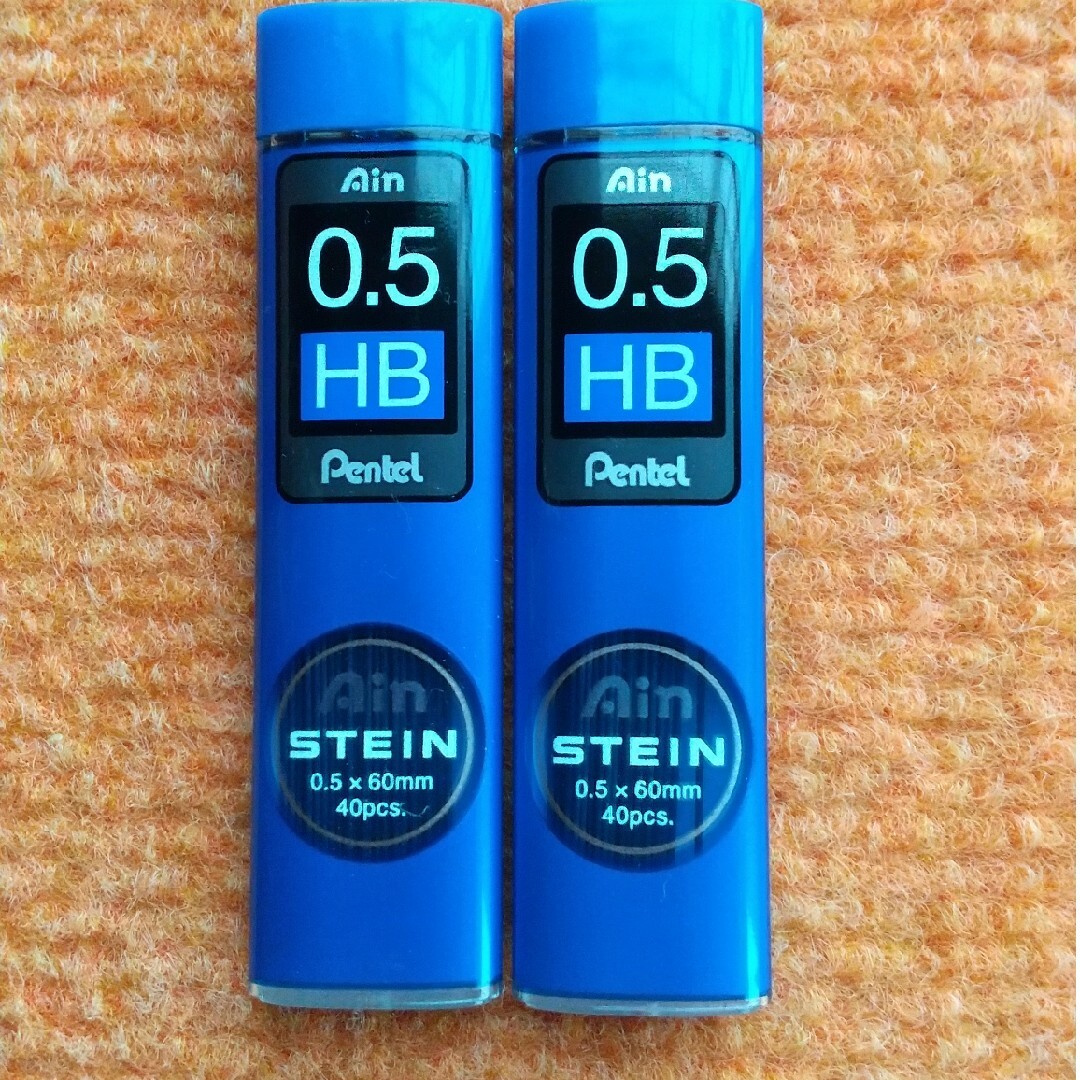 Ain
0.5
HB
Pentel
Ain
STEIN
0.5 × 60mm
40pcs.
Ain
0.5
HB
Pentel
Ain
STEIN
0.5 × 60mm
40pcs.